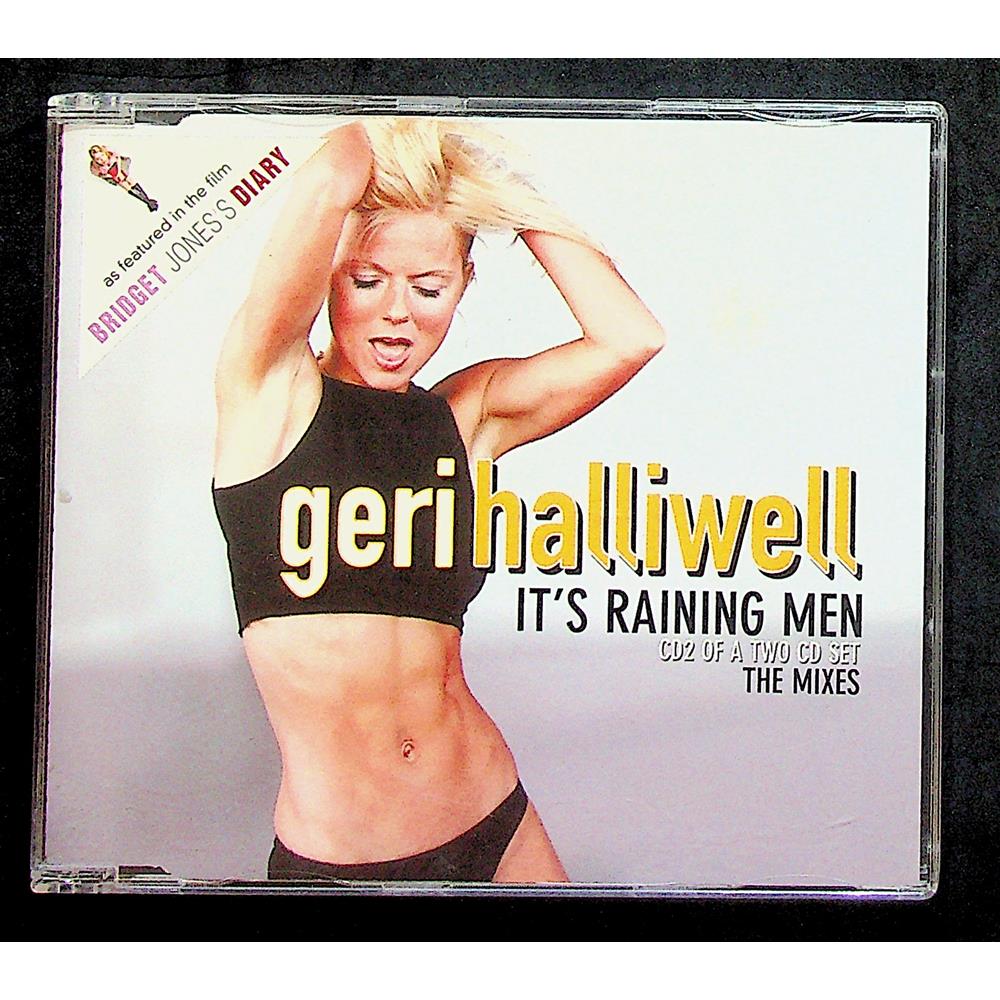 as featured in the film
BRIDGET JONES'S DIARY
geri halliwell
IT'S RAINING MEN
CD2 OF A TWO CD SET
THE MIXES